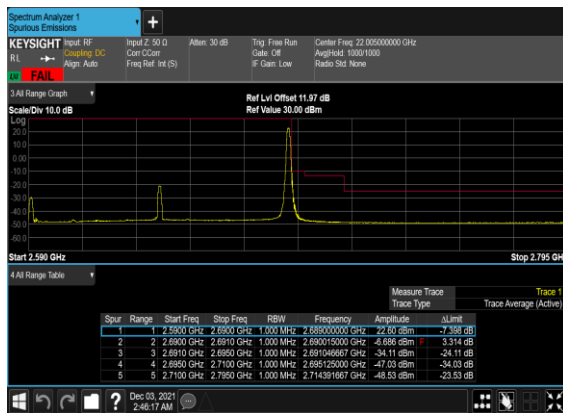 Spectrum Analyzer 1
Spurious Emissions
KEYSIGHT
RL
LXI
FAIL
Input: RF
Coupling: DC
Align: Auto
Input Z: 50 Ω
Corr CCorr
Freq Ref: Int (S)
Atten: 30 dB
Trig: Free Run
Gate: Off
IF Gain: Low
Center Freq: 22.005000000 GHz
Avg|Hold: 1000/1000
Radio Std: None
3 All Range Graph
Scale/Div 10.0 dB
Ref Lvl Offset 11.97 dB
Ref Value 30.00 dBm
Log
20.0
10.0
0.00
-10.0
-20.0
-30.0
-40.0
-50.0
-60.0
Start 2.590 GHz
Stop 2.795 GHz
4 All Range Table
Measure Trace Trace 1
Trace Type Trace Average (Active)
Spur Range Start Freq Stop Freq RBW Frequency Amplitude ΔLimit
1 1 2.5900 GHz 2.6900 GHz 1.000 MHz 2.689000000 GHz 22.60 dBm -7.398 dB
2 2 2.6900 GHz 2.6910 GHz 1.000 MHz 2.690015000 GHz -6.686 dBm F 3.314 dB
3 3 2.6910 GHz 2.6950 GHz 1.000 MHz 2.691046667 GHz -34.11 dBm -24.11 dB
4 4 2.6950 GHz 2.7100 GHz 1.000 MHz 2.695125000 GHz -47.03 dBm -34.03 dB
5 5 2.7100 GHz 2.7950 GHz 1.000 MHz 2.714391667 GHz -48.53 dBm -23.53 dB
Dec 03, 2021
2:46:17 AM